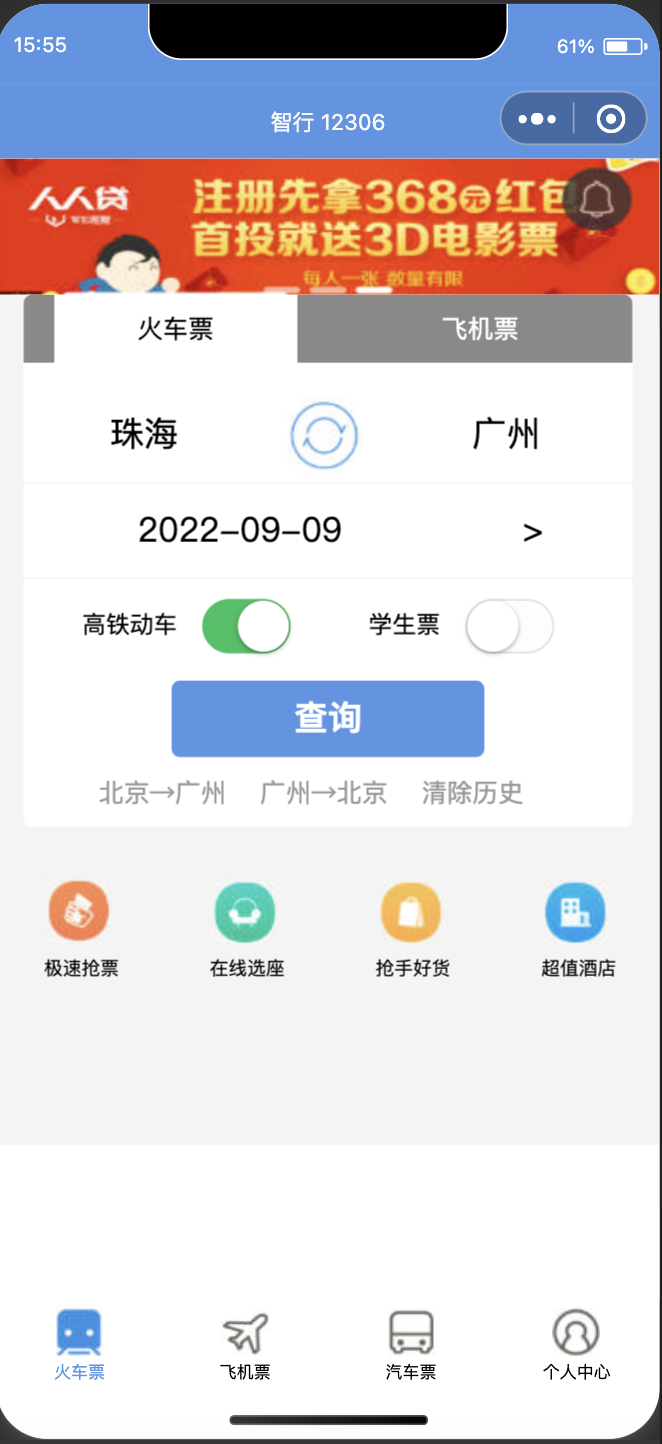 15:55
61%
智行 12306
人人贷
注册先拿368元红包
首投就送3D电影票
每人一张 数量有限
火车票
飞机票
珠海
广州
2022-09-09
>
高铁动车
学生票
查询
北京→广州
广州→北京
清除历史
极速抢票
在线选座
抢手好货
超值酒店
火车票
飞机票
汽车票
个人中心